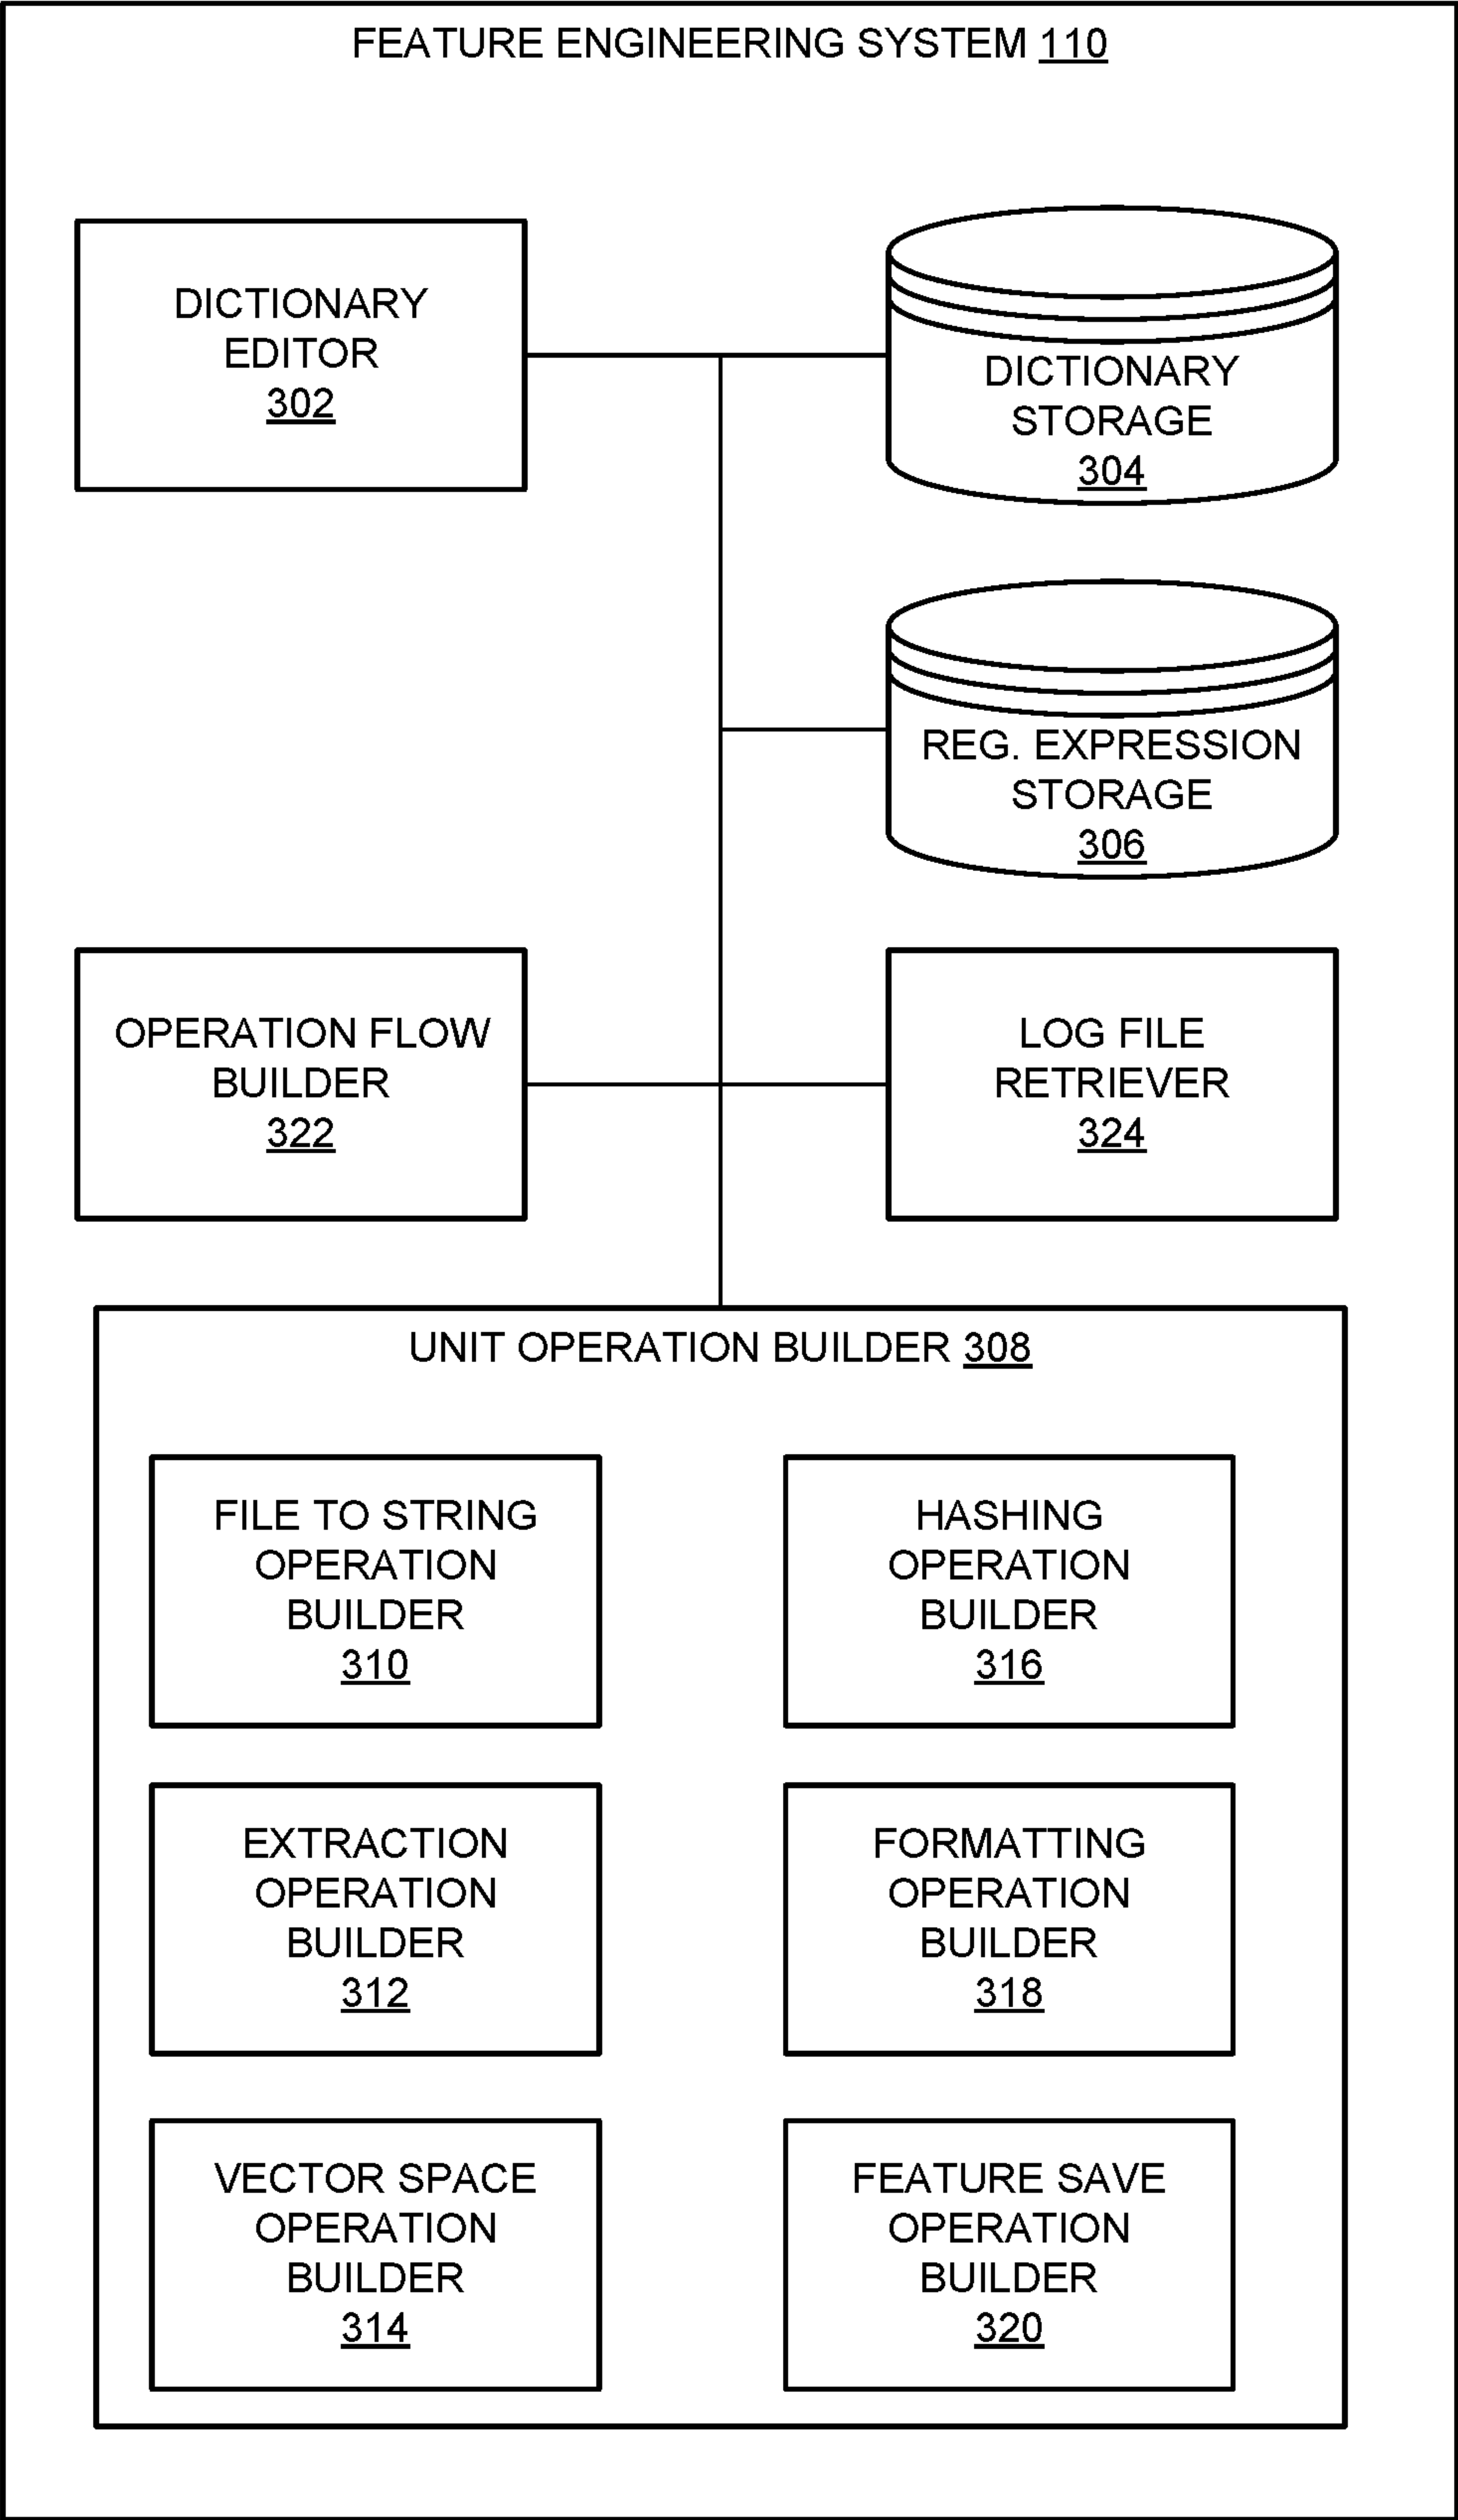 FEATURE ENGINEERING SYSTEM 110
DICTIONARY
EDITOR
302
DICTIONARY
STORAGE
304
REG. EXPRESSION
STORAGE
306
OPERATION FLOW
BUILDER
322
LOG FILE
RETRIEVER
324
UNIT OPERATION BUILDER 308
FILE TO STRING
OPERATION
BUILDER
310
HASHING
OPERATION
BUILDER
316
EXTRACTION
OPERATION
BUILDER
312
FORMATTING
OPERATION
BUILDER
318
VECTOR SPACE
OPERATION
BUILDER
314
FEATURE SAVE
OPERATION
BUILDER
320